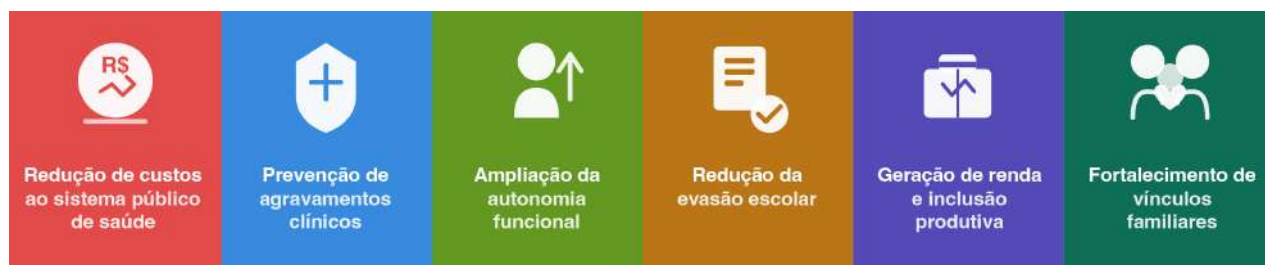 R$
Redução de custos
ao sistema público
de saúde
Prevenção de
agravamentos
clínicos
Ampliação da
autonomia
funcional
Redução da
evasão escolar
Geração de renda
e inclusão
produtiva
Fortalecimento de
vínculos
familiares